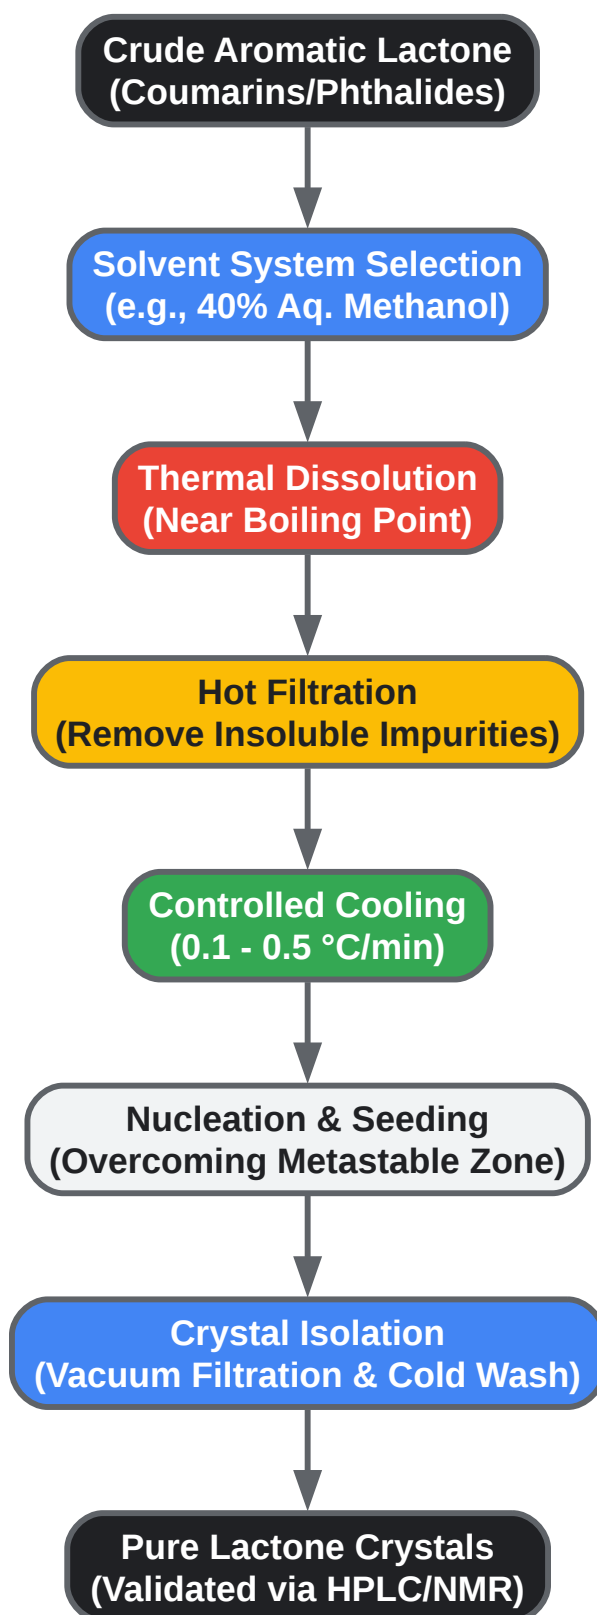 Crude Aromatic Lactone
(Coumarins/Phthalides)
Solvent System Selection
(e.g., 40% Aq. Methanol)
Thermal Dissolution
(Near Boiling Point)
Hot Filtration
(Remove Insoluble Impurities)
Controlled Cooling
(0.1 - 0.5 °C/min)
Nucleation & Seeding
(Overcoming Metastable Zone)
Crystal Isolation
(Vacuum Filtration & Cold Wash)
Pure Lactone Crystals
(Validated via HPLC/NMR)